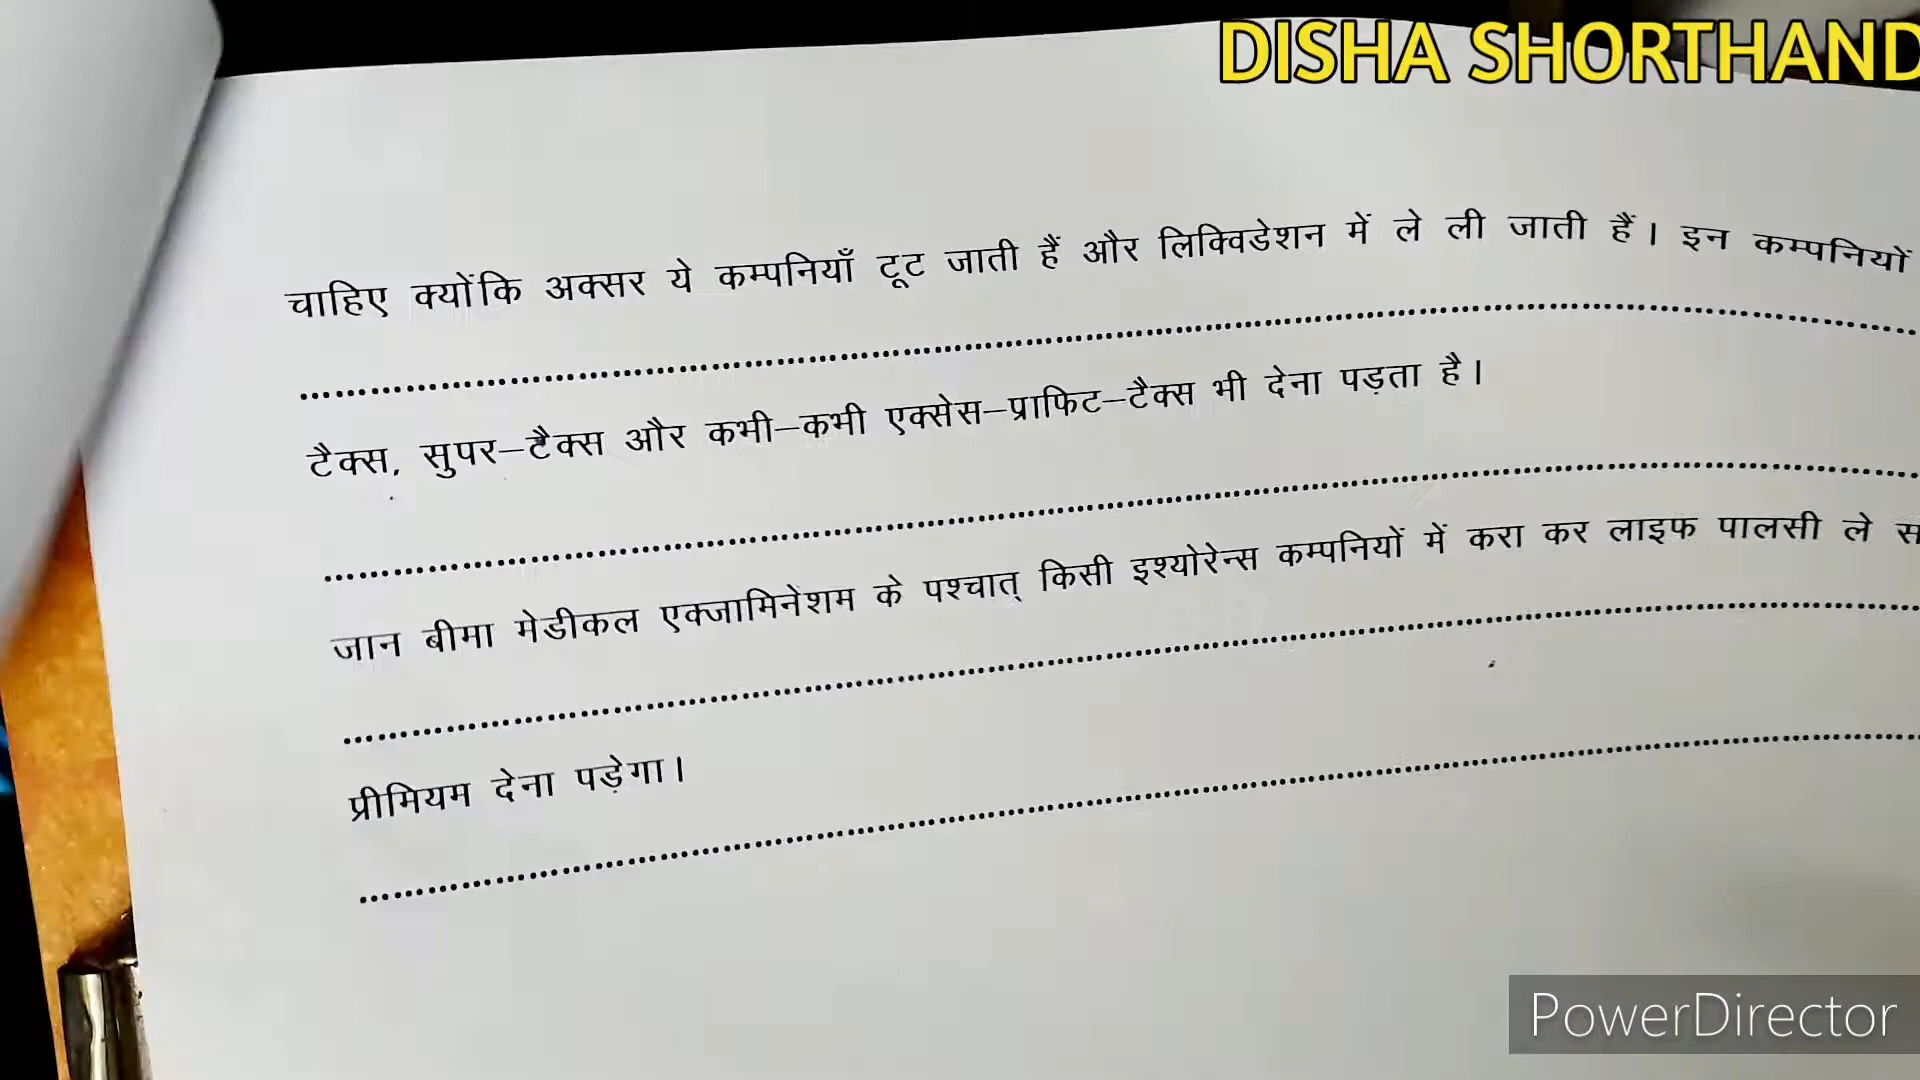 DISHA SHORTHAND
चाहिए क्योंकि अक्सर ये कम्पनियाँ टूट जाती हैं और लिक्विडेशन में ले ली जाती हैं। इन कम्पनियों
टैक्स, सुपर–टैक्स और कभी–कभी एक्सेस–प्राफिट–टैक्स भी देना पड़ता है।
जान बीमा मेडीकल एक्जामिनेशम के पश्चात् किसी इश्योरेन्स कम्पनियों में करा कर लाइफ पालसी ले
प्रीमियम देना पड़ेगा।
PowerDirector